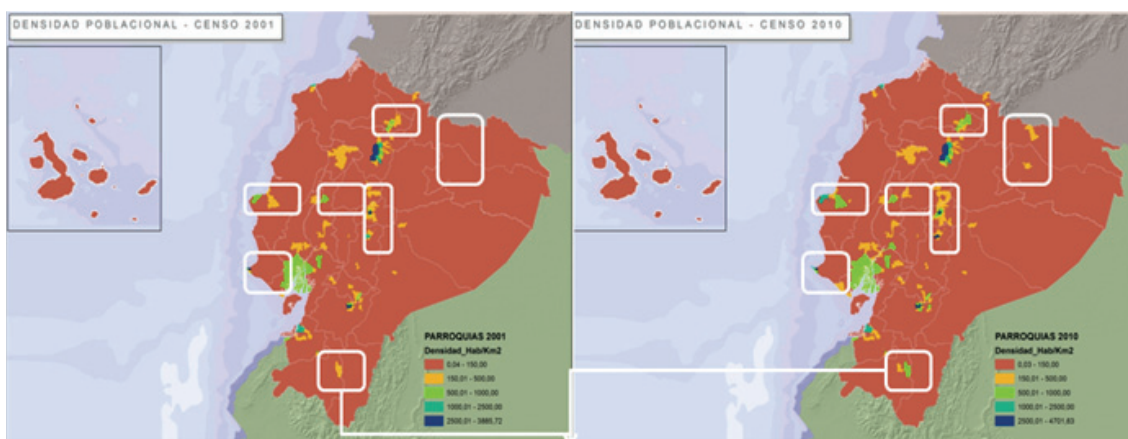 DENSIDAD POBLACIONAL - CENSO 2001
PARROQUIAS 2001
Densidad_Hab/Km2
0,04 - 150,00
150,01 - 500,00
500,01 - 1000,00
1000,01 - 2500,00
2500,01 - 3865,72
DENSIDAD POBLACIONAL - CENSO 2010
PARROQUIAS 2010
Densidad_Hab/Km2
0,03 - 150,00
150,01 - 500,00
500,01 - 1000,00
1000,01 - 2500,00
2500,01 - 4701,83